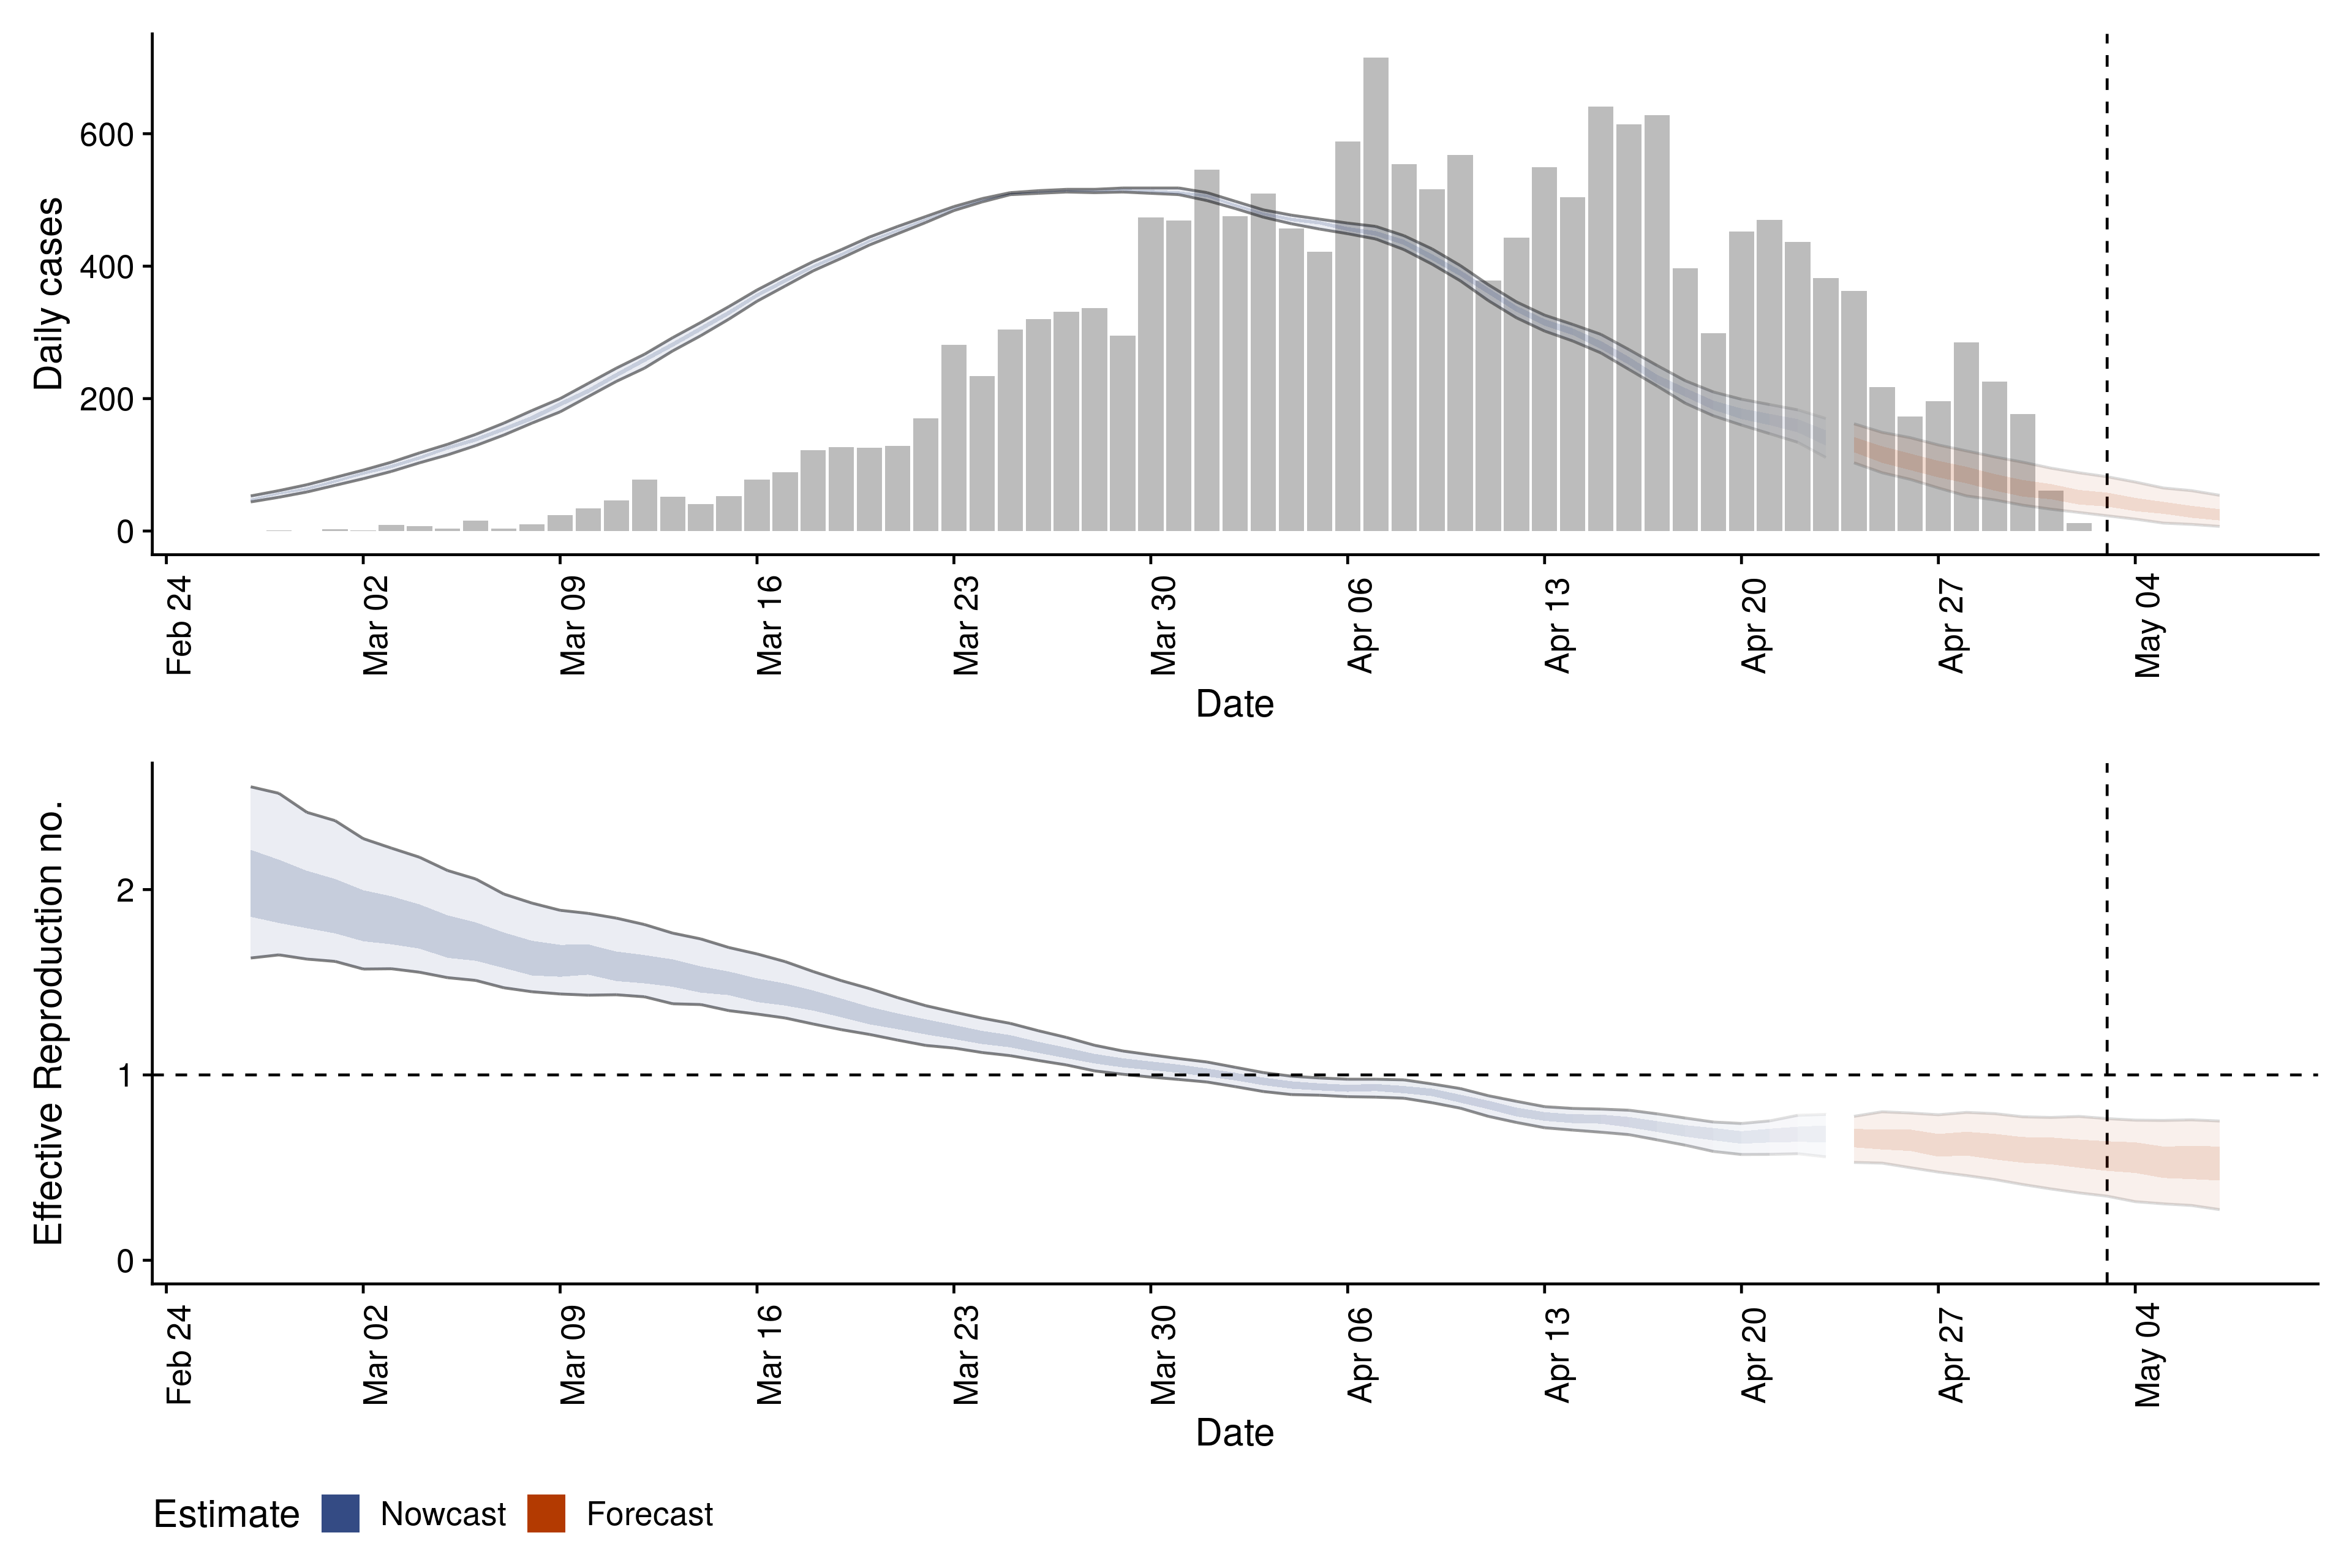 Daily cases
600
400
200
0
Feb 24
Mar 02
Mar 09
Mar 16
Mar 23
Mar 30
Apr 06
Apr 13
Apr 20
Apr 27
May 04
Date
Effective Reproduction no.
2
1
0
Feb 24
Mar 02
Mar 09
Mar 16
Mar 23
Mar 30
Apr 06
Apr 13
Apr 20
Apr 27
May 04
Date
Estimate Nowcast Forecast